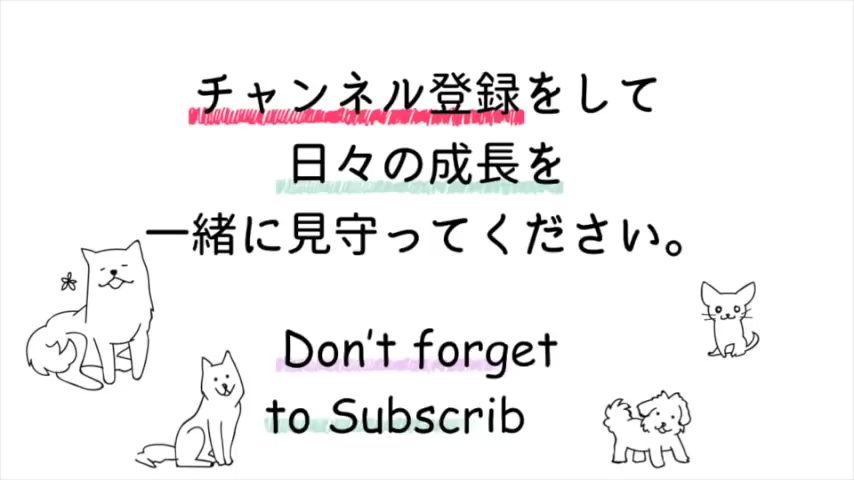 チャンネル登録をして
日々の成長を
一緒に見守ってください。
Don't forget
to Subscrib